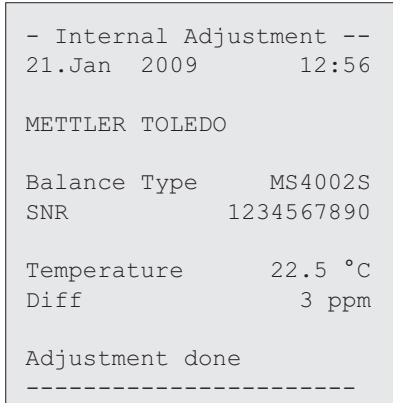 - Internal Adjustment --
21.Jan  2009       12:56
METTLER TOLEDO
Balance Type     MS4002S
SNR           1234567890
Temperature      22.5 °C
Diff               3 ppm
Adjustment done
-----------------------